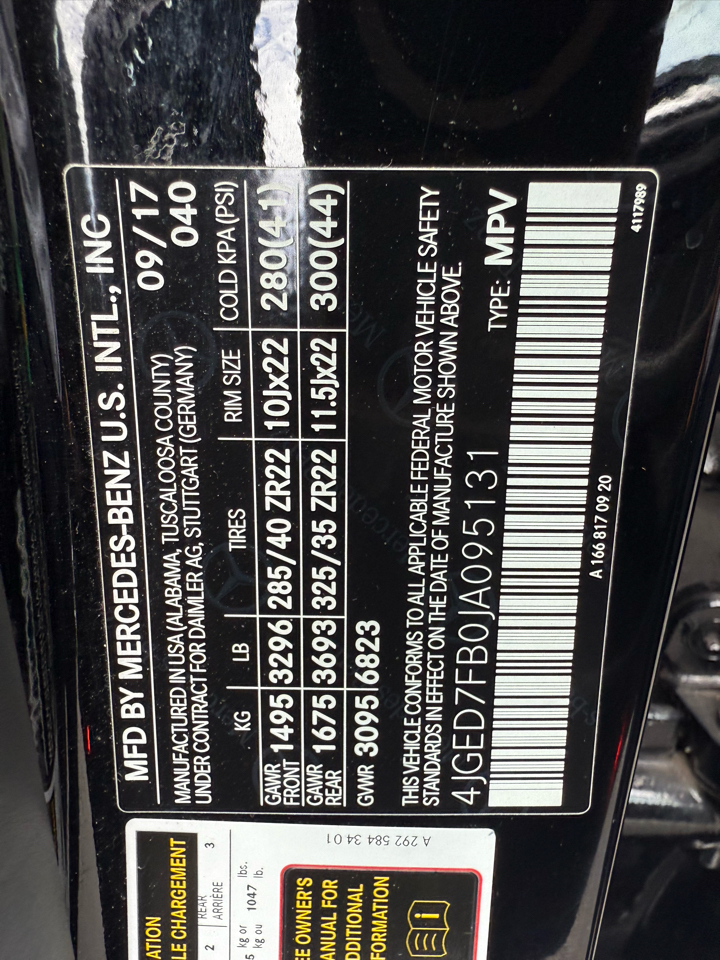 MFD BY MERCEDES-BENZ U.S. INTL., INC 09/17
MANUFACTURED IN USA (ALABAMA, TUSCALOOSA COUNTY) 040
UNDER CONTRACT FOR DAIMLER AG, STUTTGART (GERMANY)
KG LB TIRES RIM SIZE COLD KPA (PSI)
GAWR FRONT 1495 3296 285/40 ZR22 10Jx22 280(41)
GAWR REAR 1675 3693 325/35 ZR22 11.5Jx22 300(44)
GVWR 3095 6823
THIS VEHICLE CONFORMS TO ALL APPLICABLE FEDERAL MOTOR VEHICLE SAFETY
STANDARDS IN EFFECT ON THE DATE OF MANUFACTURE SHOWN ABOVE.
4JGED7FB0JA095131 TYPE: MPV
A 166 817 09 20
4117989
A 292 584 34 01
LE CHARGEMENT
2 REAR 3
ARRIÈRE
kg or lbs.
kg ou 1047 lb.
OWNER'S
MANUAL FOR